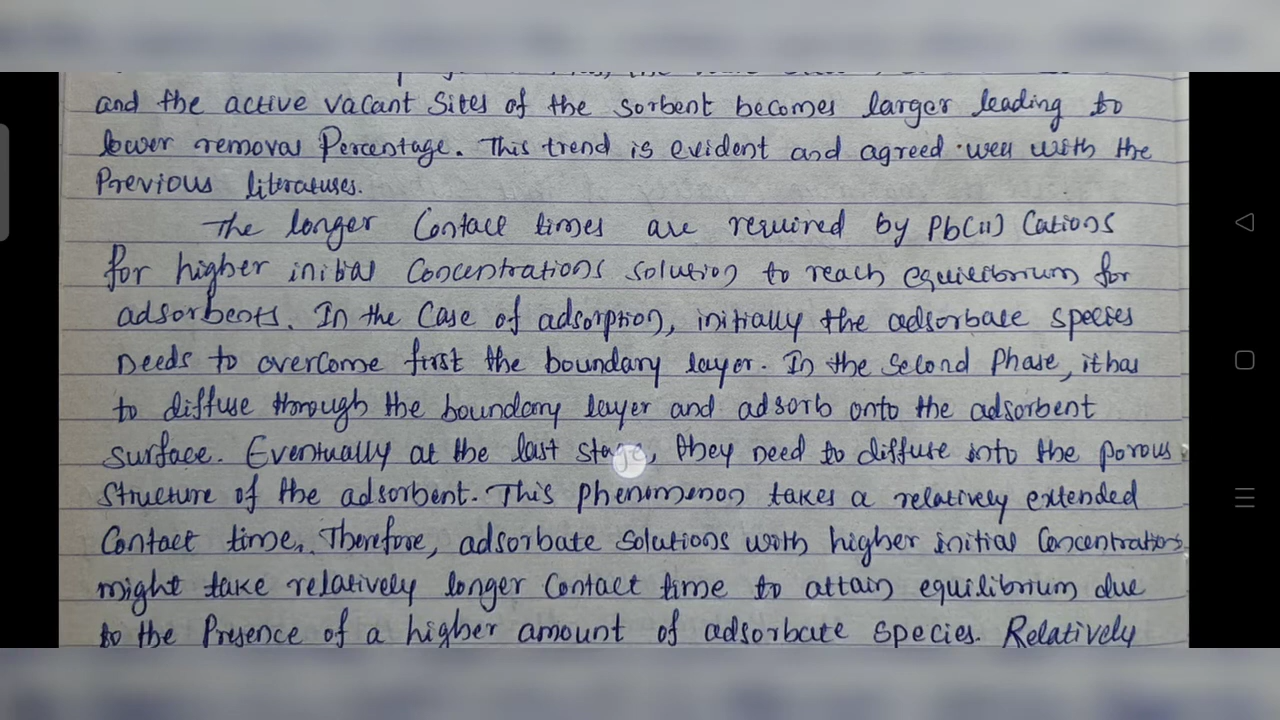 and the active vacant sites of the sorbent becomes larger leading to
lower removal Percentage. This trend is evident and agreed well with the
Previous literatuses.
The longer Contact times are required by Pb(II) Cations
for higher initial Concentrations solution to reach equilibrium for
adsorbents. In the Case of adsorption, initially the adsorbate species
Needs to overcome first the boundary layer. In the Second Phase, it has
to diffuse through the boundary layer and adsorb onto the adsorbent
surface. Eventually at the last stage, they need to diffuse into the porous
structure of the adsorbent. This phenomenon takes a relatively extended
Contact time. Therefore, adsorbate solutions with higher initial Concentrations
might take relatively longer Contact time to attain equilibrium due
to the Presence of a higher amount of adsorbate species. Relatively